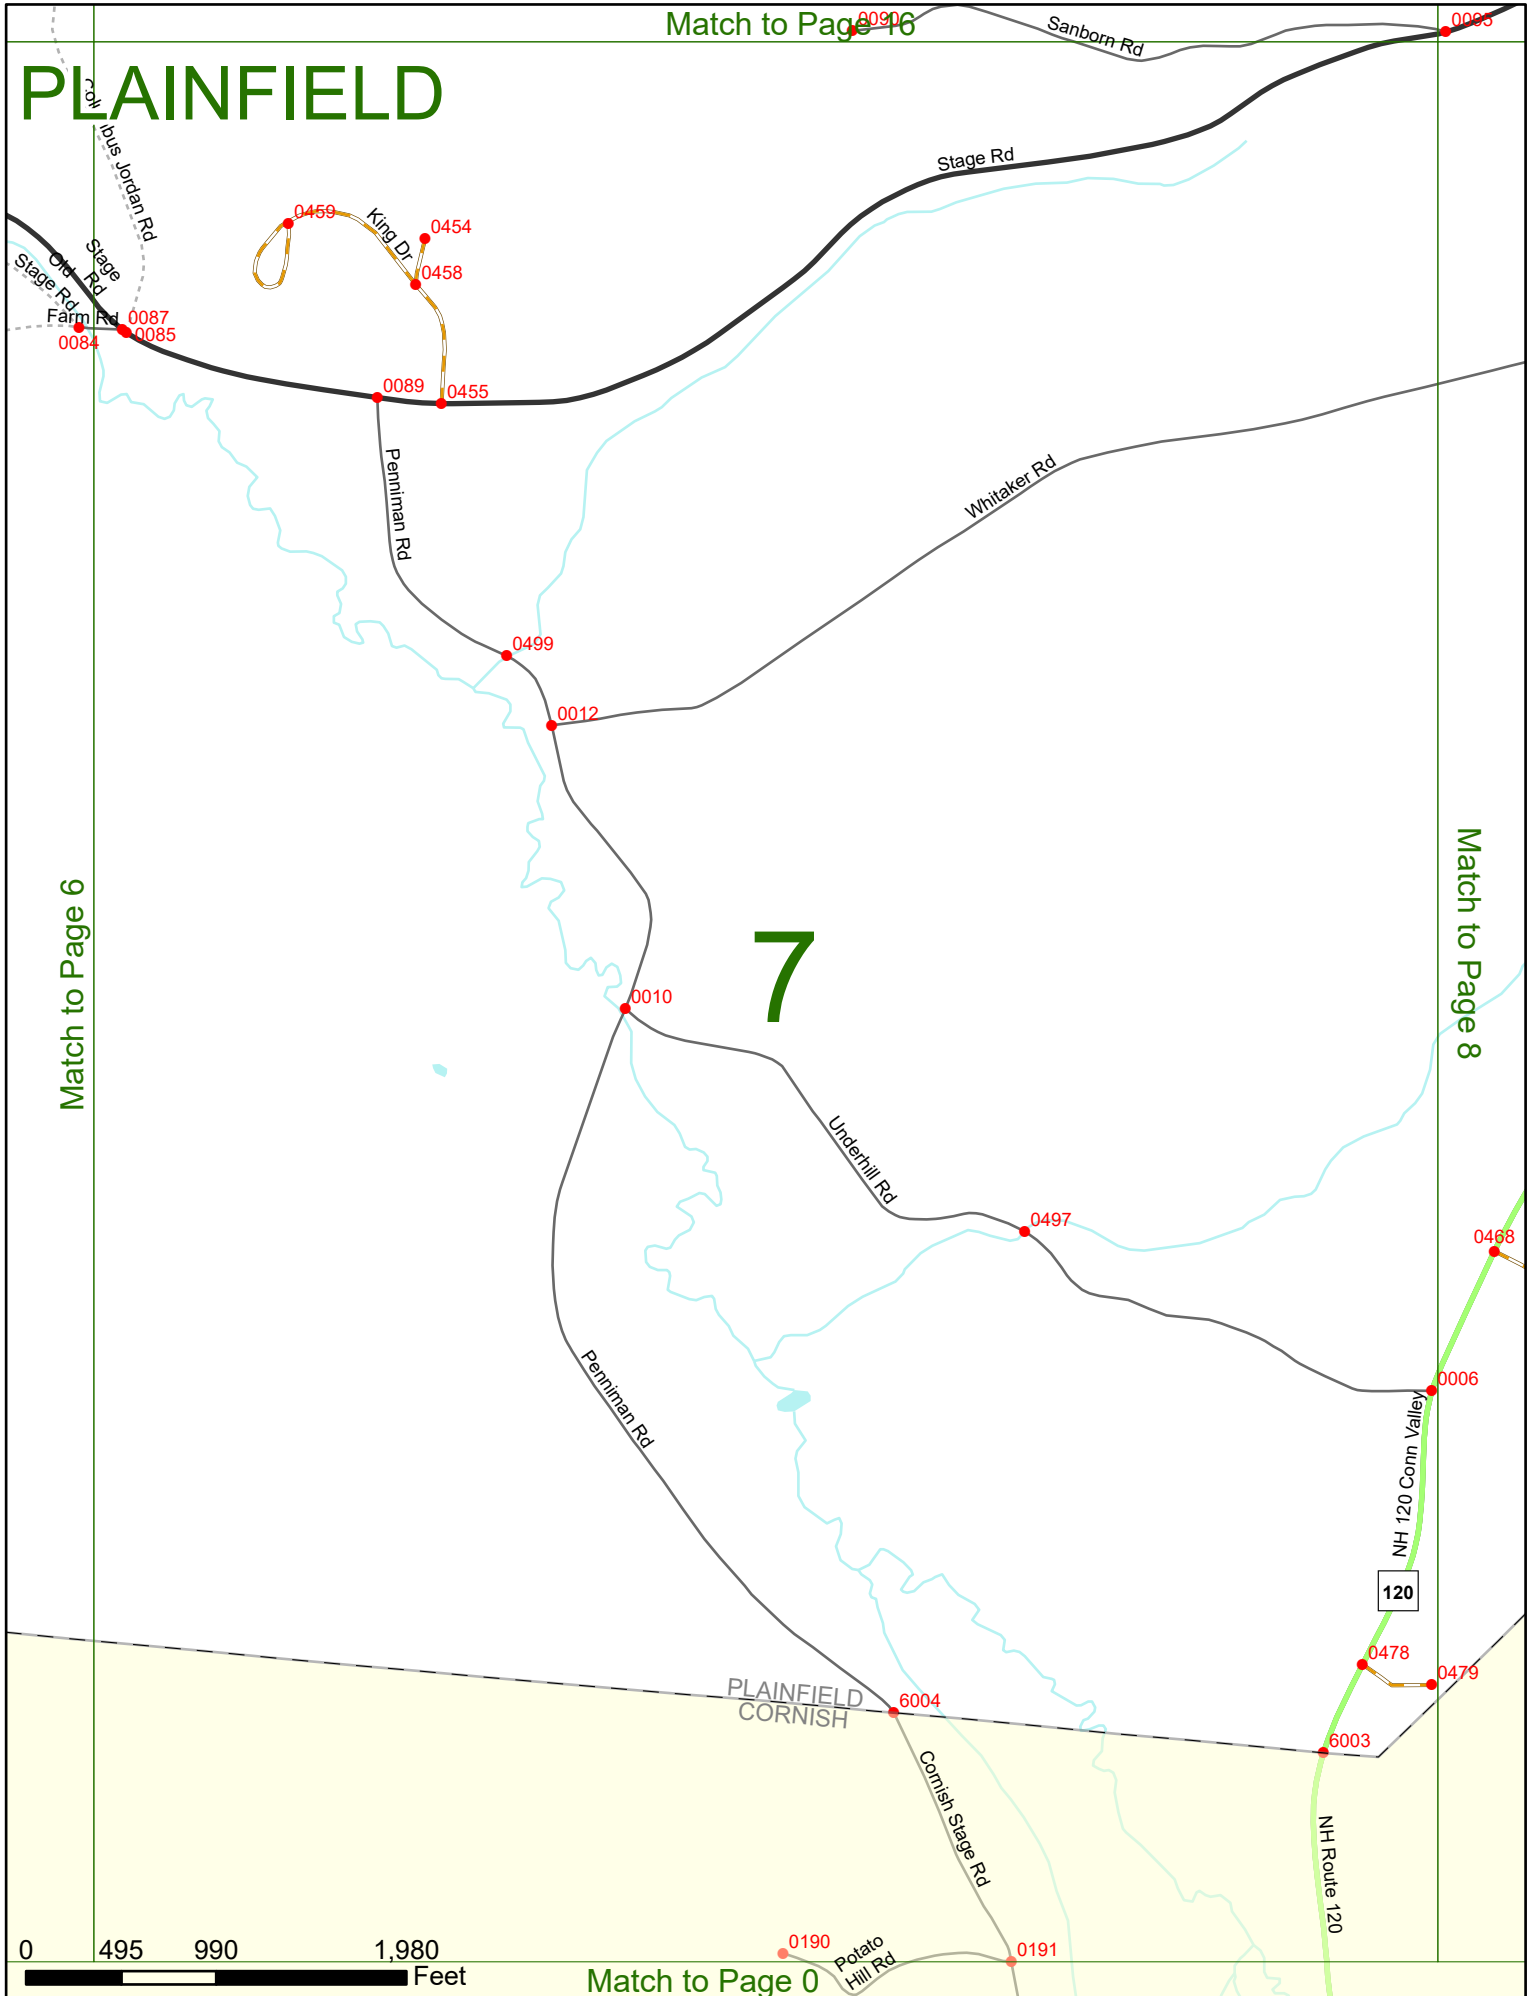 Match to Page 16
0090
Sanborn Rd
0095
PLAINFIELD
Jordan Rd
Stage Rd
0459
King Dr
0454
0458
Stage
Rd
Old
Stage Rd
Farm Rd
0087
0085
0084
0089
0455
Penniman Rd
Whitaker Rd
0499
0012
Match to Page 6
Match to Page 8
7
0010
Underhill Rd
0497
0468
0006
Penniman Rd
NH 120 Conn Valley
120
0478
0479
PLAINFIELD
CORNISH
6004
6003
Cornish Stage Rd
NH Route 120
0190
Potato
Hill Rd
0191
0 495 990 1,980
Feet
Match to Page 0